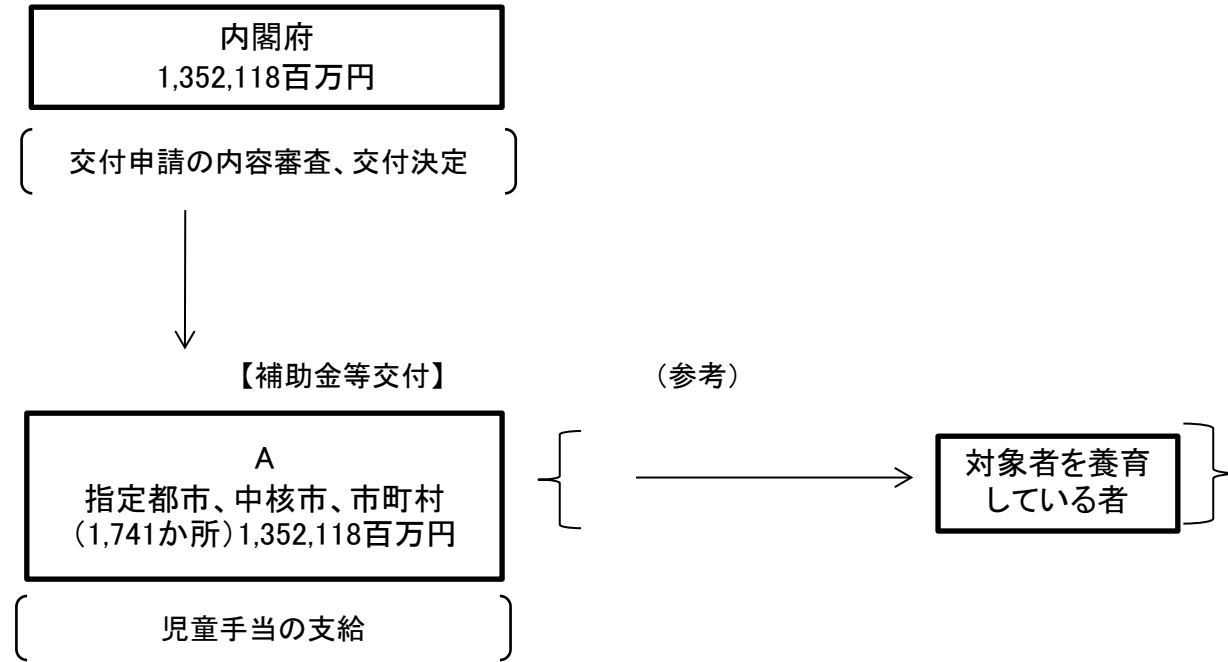 内閣府
1,352,118百万円
交付申請の内容審査、交付決定
【補助金等交付】
（参考）
A
指定都市、中核市、市町村
（1,741か所）1,352,118百万円
対象者を養育
している者
児童手当の支給